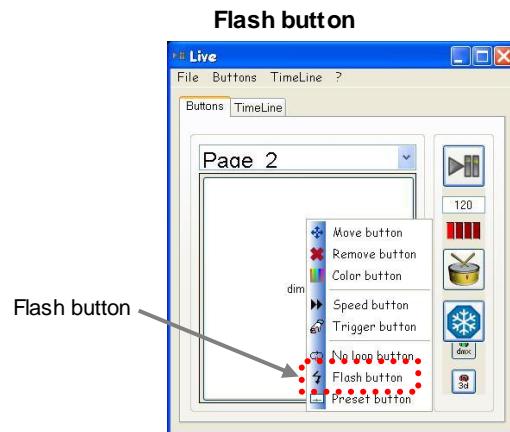 Flash button
Live
File Buttons TimeLine ?
Buttons TimeLine
Page 2
120
Move button
Remove button
Color button
dim
Speed button
Trigger button
No loop button
dmx
Flash button
Flash button
3d
Preset button